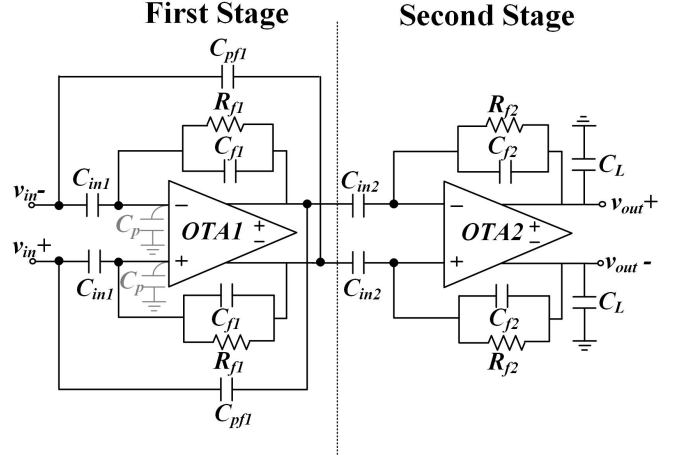 First Stage
Second Stage
C_pf1
R_f1
C_f1
R_f2
C_f2
C_L
C_in1
v_in-
C_p
−
OTA1
+
−
C_in2
−
OTA2
+
−
v_out+
v_in+
C_in1
C_p
+
C_f1
R_f1
C_in2
+
C_f2
R_f2
v_out -
C_L
C_pf1